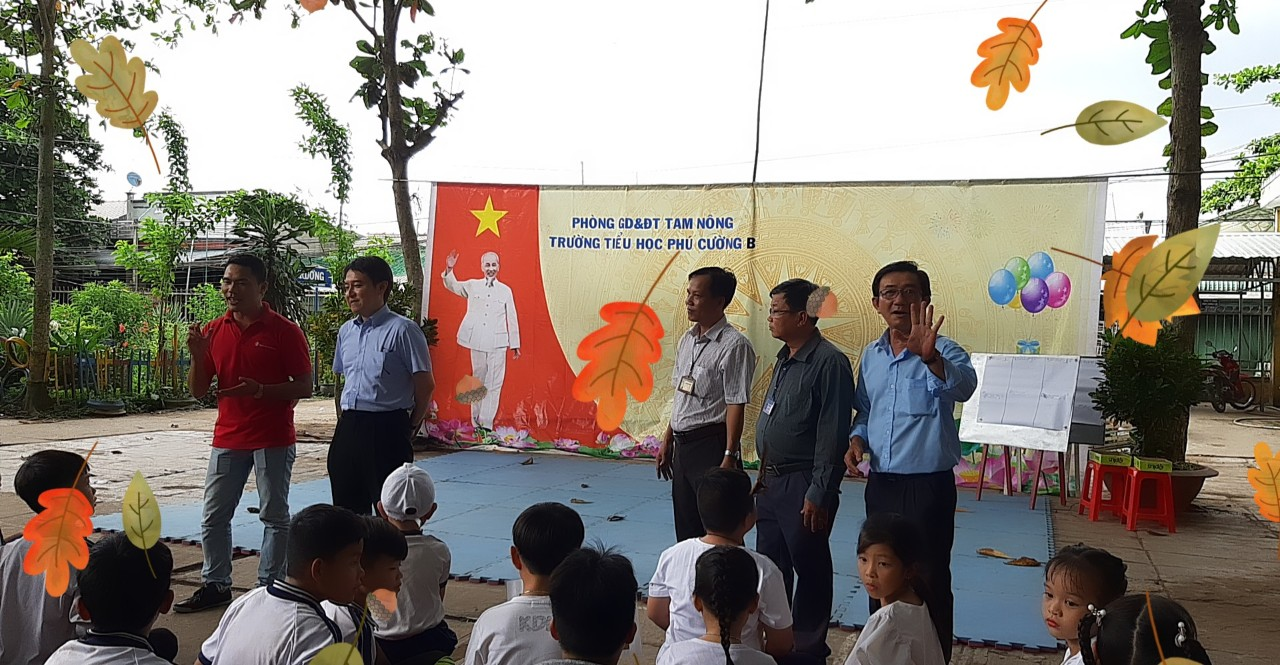 PHÒNG GD&ĐT TAM NÔNG
TRƯỜNG TIỂU HỌC PHÚ CƯỜNG B